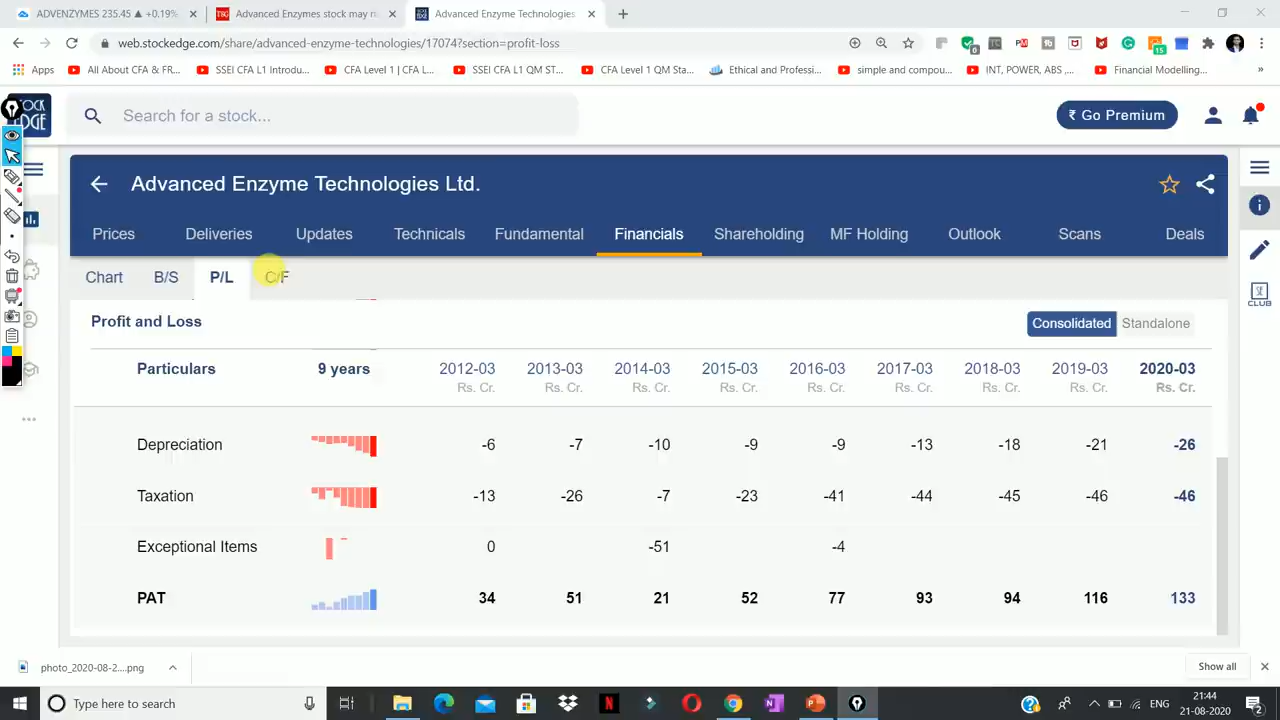 ADVENZYMES 235.45 ▲ +0.19%
Advanced Enzymes stock may n
Advanced Enzyme Technologies
web.stockedge.com/share/advanced-enzyme-technologies/17074?section=profit-loss
Apps
All About CFA & FR...
SSEI CFA L1 Introdu...
CFA Level 1 | CFA L...
SSEI CFA L1 QM ST...
CFA Level 1 QM Sta...
Ethical and Professi...
simple and compou...
INT, POWER, ABS ,...
Financial Modelling...
»
STOCK EDGE
Search for a stock...
₹ Go Premium
Advanced Enzyme Technologies Ltd.
Prices Deliveries Updates Technicals Fundamental Financials Shareholding MF Holding Outlook Scans Deals
Chart B/S P/L C/F
Profit and Loss
Consolidated Standalone
Particulars 9 years 2012-03 2013-03 2014-03 2015-03 2016-03 2017-03 2018-03 2019-03 2020-03
Rs. Cr. Rs. Cr. Rs. Cr. Rs. Cr. Rs. Cr. Rs. Cr. Rs. Cr. Rs. Cr. Rs. Cr.
Depreciation -6 -7 -10 -9 -9 -13 -18 -21 -26
Taxation -13 -26 -7 -23 -41 -44 -45 -46 -46
Exceptional Items 0 -51 -4
PAT 34 51 21 52 77 93 94 116 133
SE
CLUB
photo_2020-08-2....png
Show all
Type here to search
ENG
21:44
21-08-2020
2